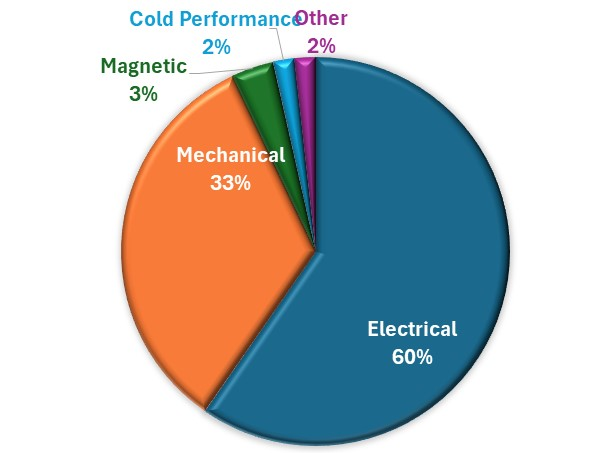 Cold Performance
2%
Other
2%
Magnetic
3%
Mechanical
33%
Electrical
60%